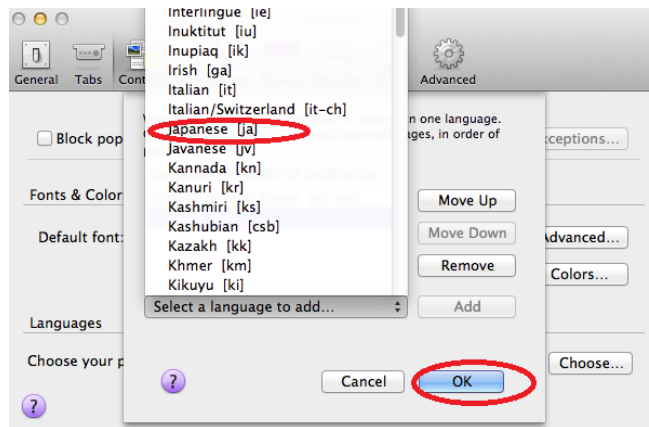 Interlingue [ie]
Inuktitut [iu]
Inupiaq [ik]
Irish [ga]
Italian [it]
Italian/Switzerland [it-ch]
Japanese [ja]
Javanese [jv]
Kannada [kn]
Kanuri [kr]
Kashmiri [ks]
Kashubian [csb]
Kazakh [kk]
Khmer [km]
Kikuyu [ki]
General Tabs Cont
Advanced
n one language.
ges, in order of
Block pop
ceptions...
Fonts & Color
Move Up
Default font:
Move Down
Advanced...
Remove
Colors...
Select a language to add...
Add
Languages
Choose your p
Choose...
?
Cancel
OK
?